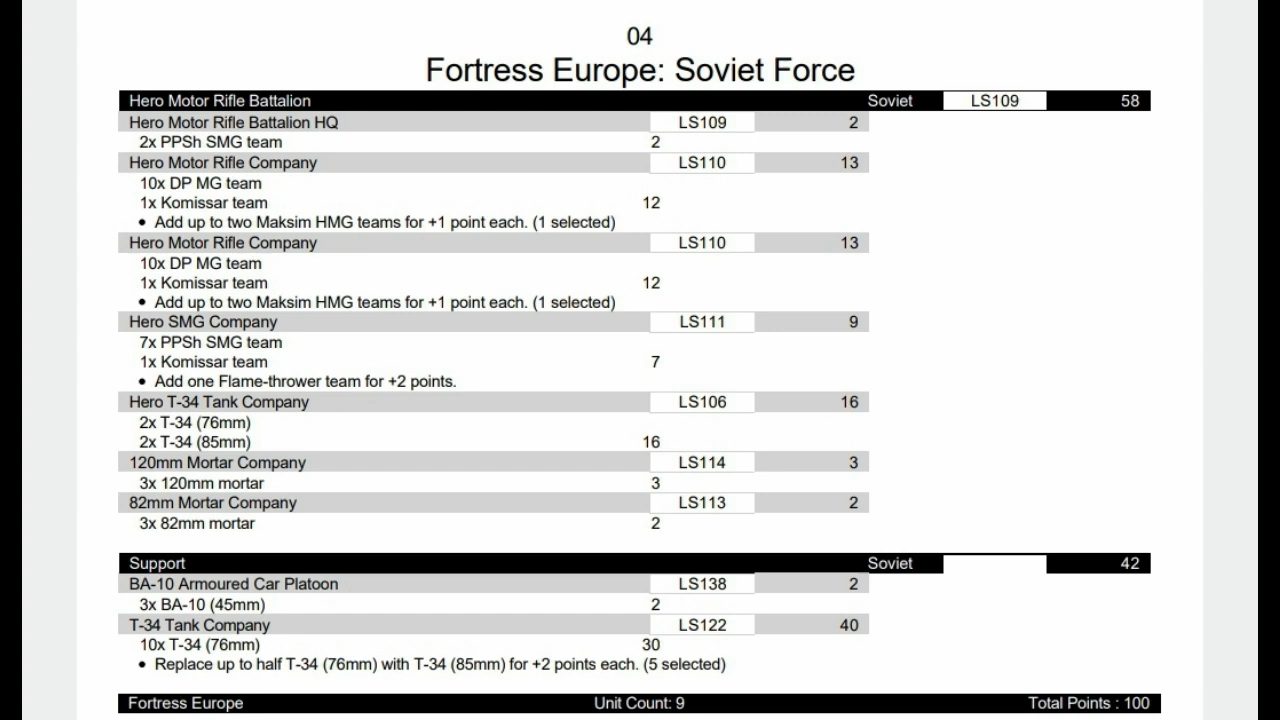 04
Fortress Europe: Soviet Force
Hero Motor Rifle Battalion Soviet LS109 58
Hero Motor Rifle Battalion HQ LS109 2
2x PPSh SMG team 2
Hero Motor Rifle Company LS110 13
10x DP MG team
1x Komissar team 12
• Add up to two Maksim HMG teams for +1 point each. (1 selected)
Hero Motor Rifle Company LS110 13
10x DP MG team
1x Komissar team 12
• Add up to two Maksim HMG teams for +1 point each. (1 selected)
Hero SMG Company LS111 9
7x PPSh SMG team
1x Komissar team 7
• Add one Flame-thrower team for +2 points.
Hero T-34 Tank Company LS106 16
2x T-34 (76mm)
2x T-34 (85mm) 16
120mm Mortar Company LS114 3
3x 120mm mortar 3
82mm Mortar Company LS113 2
3x 82mm mortar 2
Support Soviet 42
BA-10 Armoured Car Platoon LS138 2
3x BA-10 (45mm) 2
T-34 Tank Company LS122 40
10x T-34 (76mm) 30
• Replace up to half T-34 (76mm) with T-34 (85mm) for +2 points each. (5 selected)
Fortress Europe Unit Count: 9 Total Points : 100